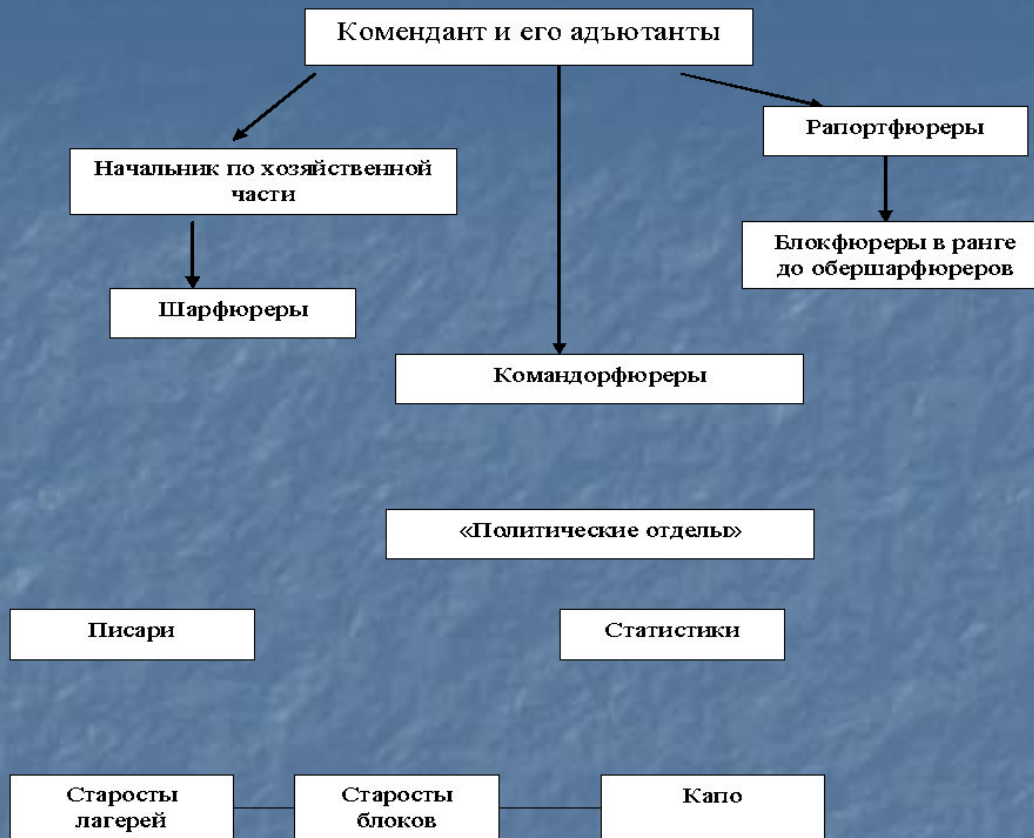 Комендант и его адъютанты
Рапортфюреры
Начальник по хозяйственной
части
Блокфюреры в ранге
до обершарфюреров
Шарфюреры
Командорфюреры
«Политические отделы»
Писари
Статистики
Старосты
лагерей
Старосты
блоков
Капо